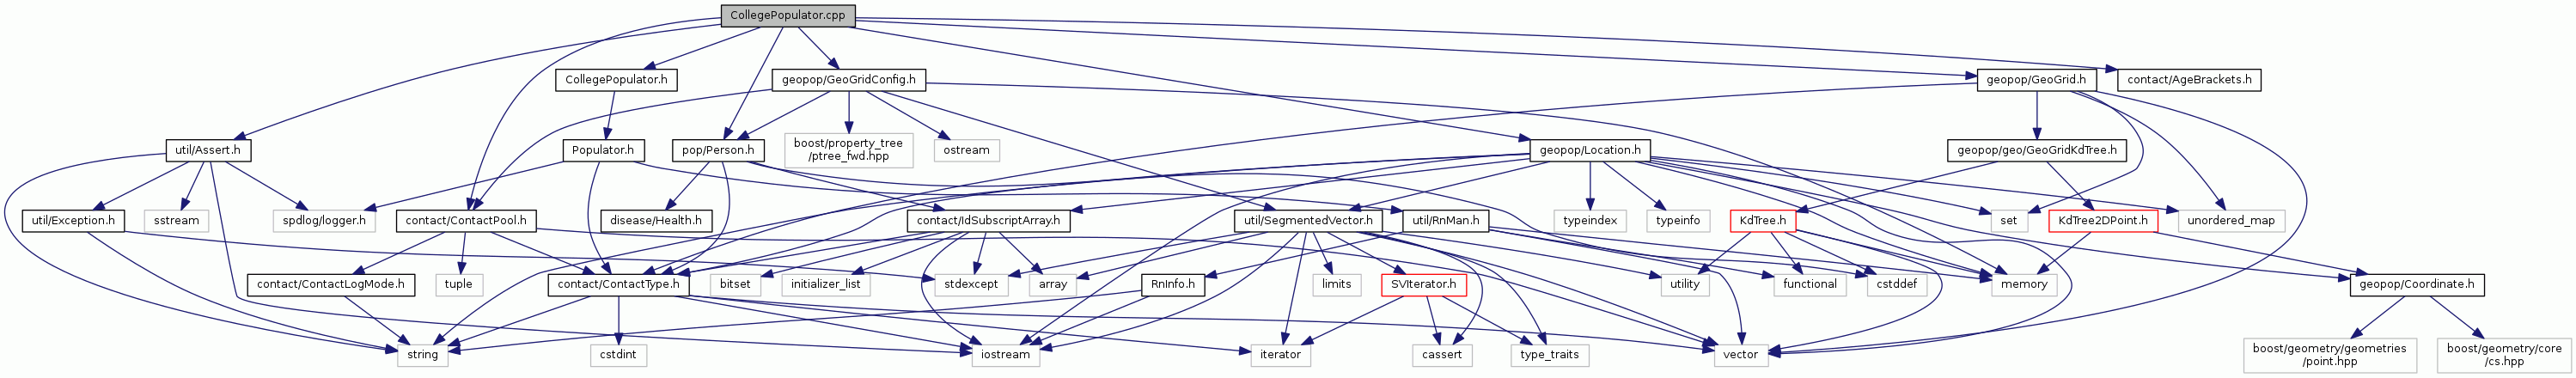 CollegePopulator.cpp
CollegePopulator.h
geopop/GeoGridConfig.h
geopop/GeoGrid.h
contact/AgeBrackets.h
util/Assert.h
Populator.h
pop/Person.h
boost/property_tree
/ptree_fwd.hpp
ostream
geopop/Location.h
geopop/geo/GeoGridKdTree.h
util/Exception.h
sstream
spdlog/logger.h
contact/ContactPool.h
disease/Health.h
contact/IdSubscriptArray.h
util/SegmentedVector.h
util/RnMan.h
typeindex
typeinfo
KdTree.h
set
KdTree2DPoint.h
unordered_map
contact/ContactLogMode.h
tuple
contact/ContactType.h
bitset
initializer_list
stdexcept
array
RnInfo.h
limits
SVIterator.h
utility
functional
cstddef
memory
geopop/Coordinate.h
string
cstdint
iostream
iterator
cassert
type_traits
vector
boost/geometry/geometries
/point.hpp
boost/geometry/core
/cs.hpp